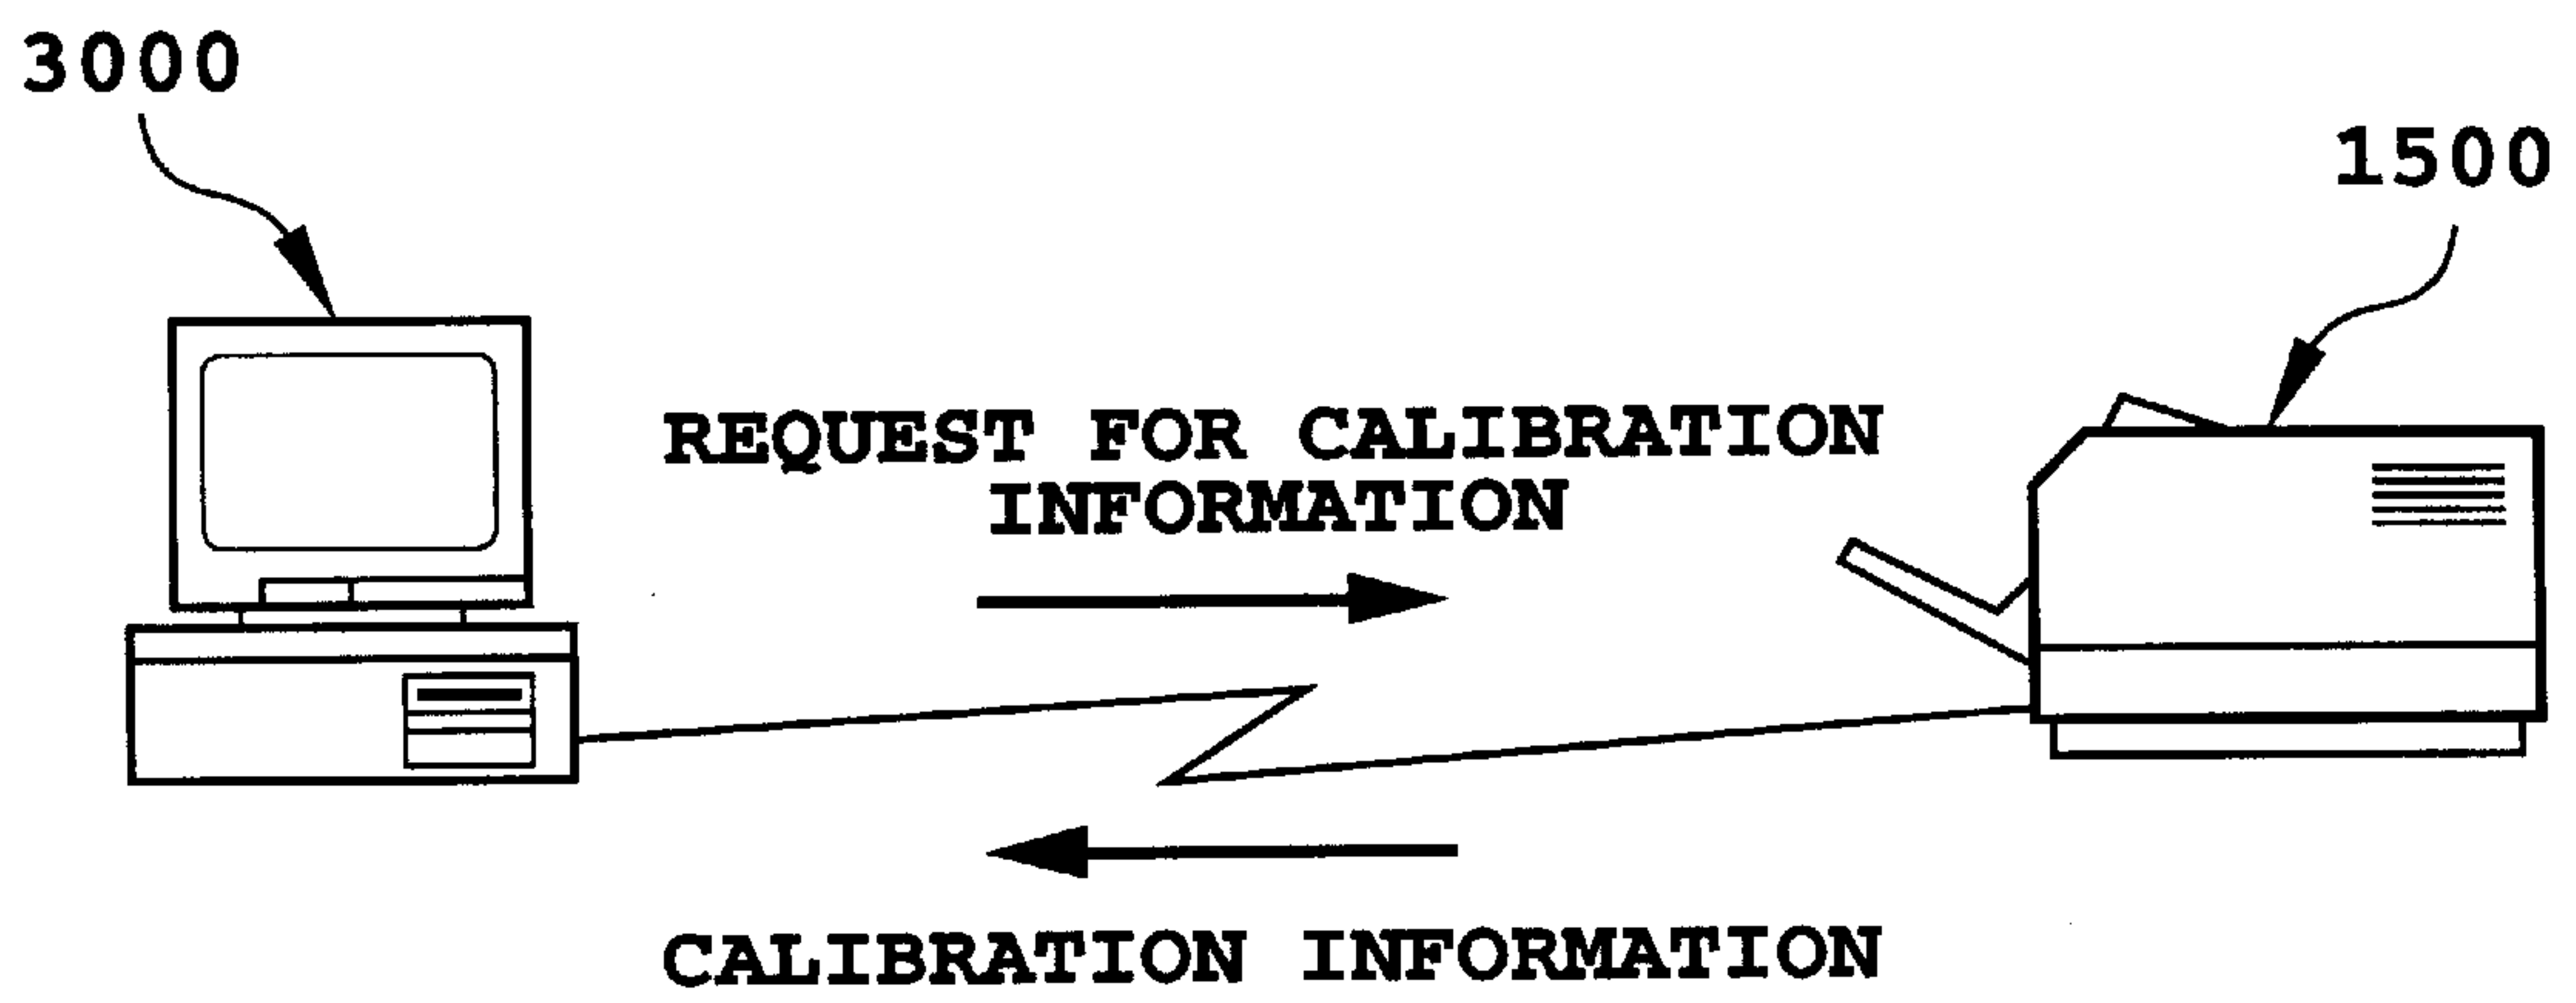 3000
1500
REQUEST FOR CALIBRATION
INFORMATION
CALIBRATION INFORMATION